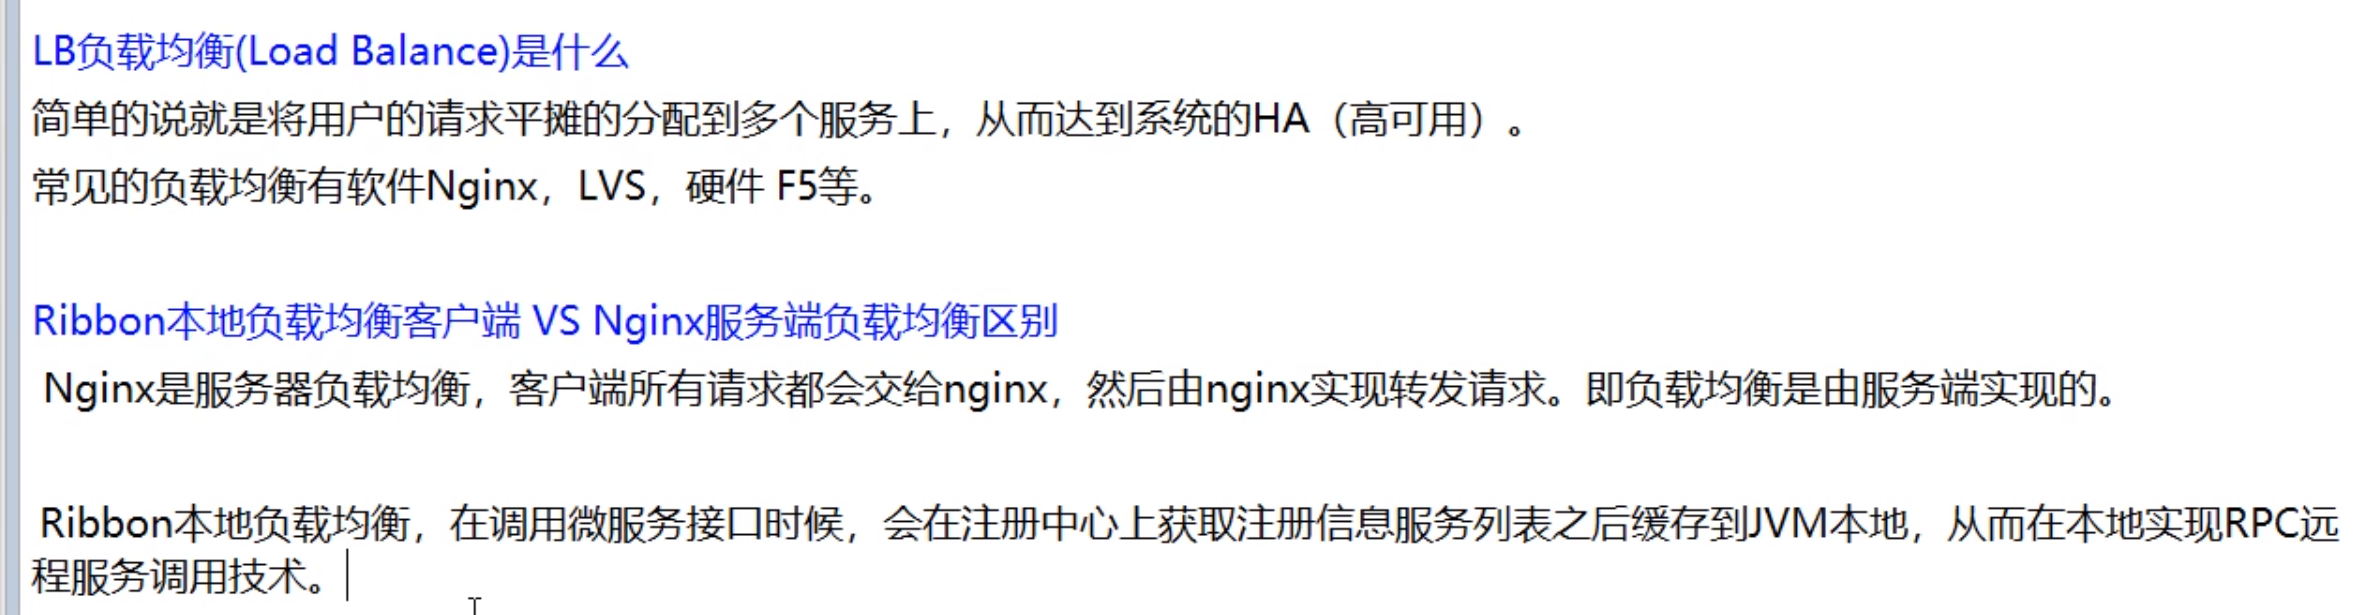 LB负载均衡(Load Balance)是什么
简单的说就是将用户的请求平摊的分配到多个服务上，从而达到系统的HA（高可用）。
常见的负载均衡有软件Nginx，LVS，硬件 F5等。
Ribbon本地负载均衡客户端 VS Nginx服务端负载均衡区别
Nginx是服务器负载均衡，客户端所有请求都会交给nginx，然后由nginx实现转发请求。即负载均衡是由服务端实现的。
Ribbon本地负载均衡，在调用微服务接口时候，会在注册中心上获取注册信息服务列表之后缓存到JVM本地，从而在本地实现RPC远
程服务调用技术。